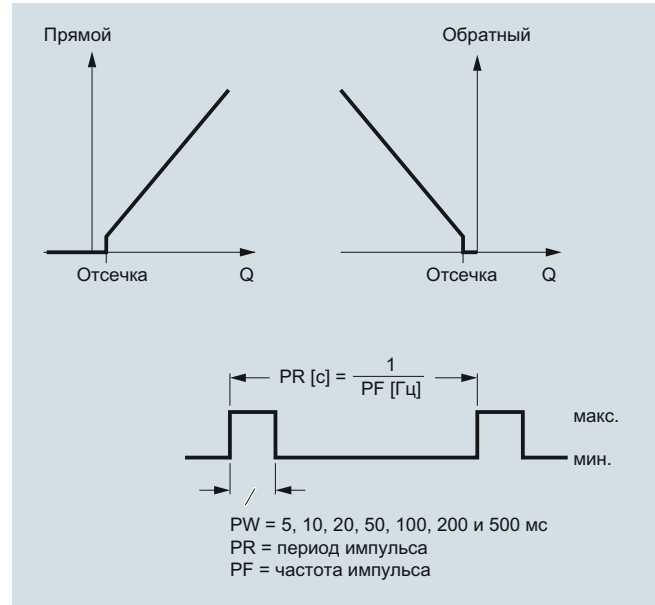 Прямой
Обратный
Отсечка
Q
Отсечка
Q
PR [c] = 1 / PF [Гц]
макс.
мин.
PW = 5, 10, 20, 50, 100, 200 и 500 мс
PR = период импульса
PF = частота импульса